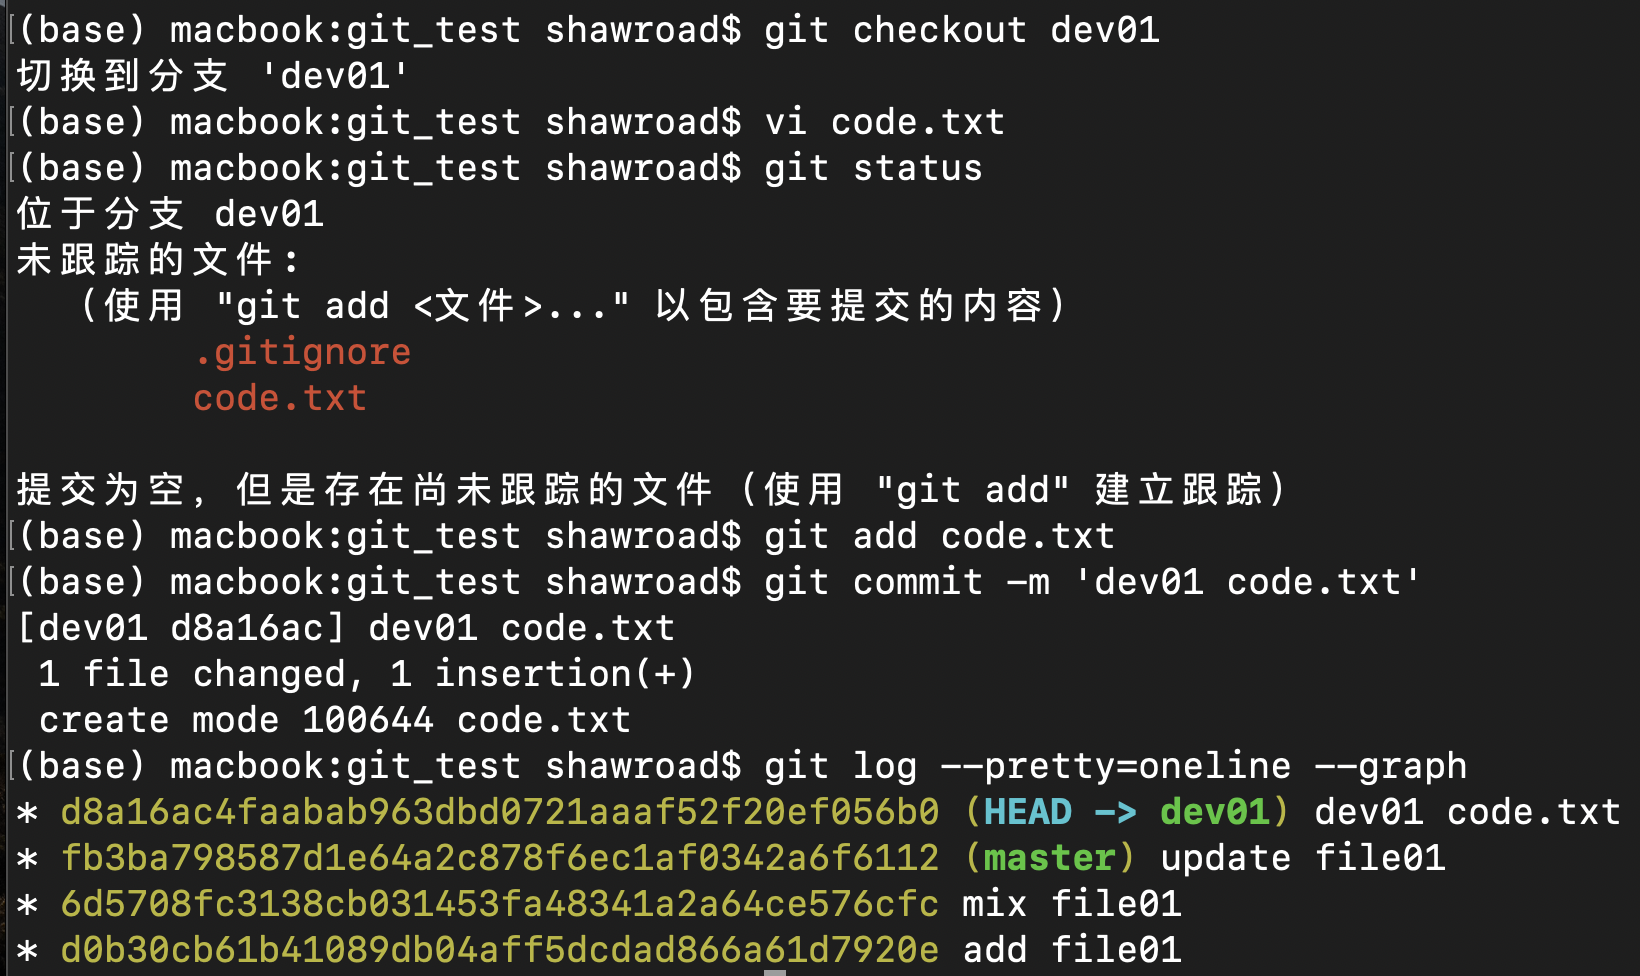 (base) macbook:git_test shawroad$ git checkout dev01
切换到分支 'dev01'
(base) macbook:git_test shawroad$ vi code.txt
(base) macbook:git_test shawroad$ git status
位于分支 dev01
未跟踪的文件:
（使用 "git add <文件>..." 以包含要提交的内容）
.gitignore
code.txt
提交为空，但是存在尚未跟踪的文件（使用 "git add" 建立跟踪）
(base) macbook:git_test shawroad$ git add code.txt
(base) macbook:git_test shawroad$ git commit -m 'dev01 code.txt'
[dev01 d8a16ac] dev01 code.txt
1 file changed, 1 insertion(+)
create mode 100644 code.txt
(base) macbook:git_test shawroad$ git log --pretty=oneline --graph
* d8a16ac4faabab963dbd0721aaaf52f20ef056b0 (HEAD -> dev01) dev01 code.txt
* fb3ba798587d1e64a2c878f6ec1af0342a6f6112 (master) update file01
* 6d5708fc3138cb031453fa48341a2a64ce576cfc mix file01
* d0b30cb61b41089db04aff5dcdad866a61d7920e add file01